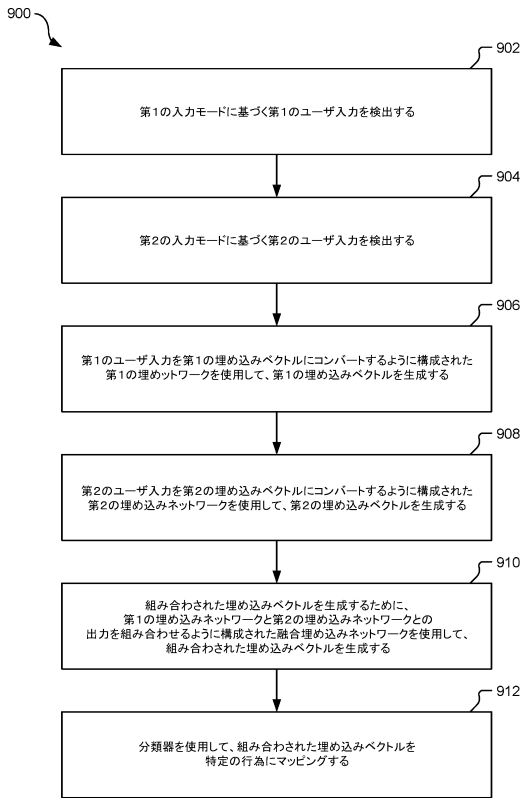 900
902
第1の入力モードに基づく第1のユーザ入力を検出する
904
第2の入力モードに基づく第2のユーザ入力を検出する
906
第1のユーザ入力を第1の埋め込みベクトルにコンバートするように構成された
第1の埋めットワークを使用して、第1の埋め込みベクトルを生成する
908
第2のユーザ入力を第2の埋め込みベクトルにコンバートするように構成された
第2の埋め込みネットワークを使用して、第2の埋め込みベクトルを生成する
910
組み合わされた埋め込みベクトルを生成するために、
第1の埋め込みネットワークと第2の埋め込みネットワークとの
出力を組み合わせるように構成された融合埋め込みネットワークを使用して、
組み合わされた埋め込みベクトルを生成する
912
分類器を使用して、組み合わされた埋め込みベクトルを
特定の行為にマッピングする